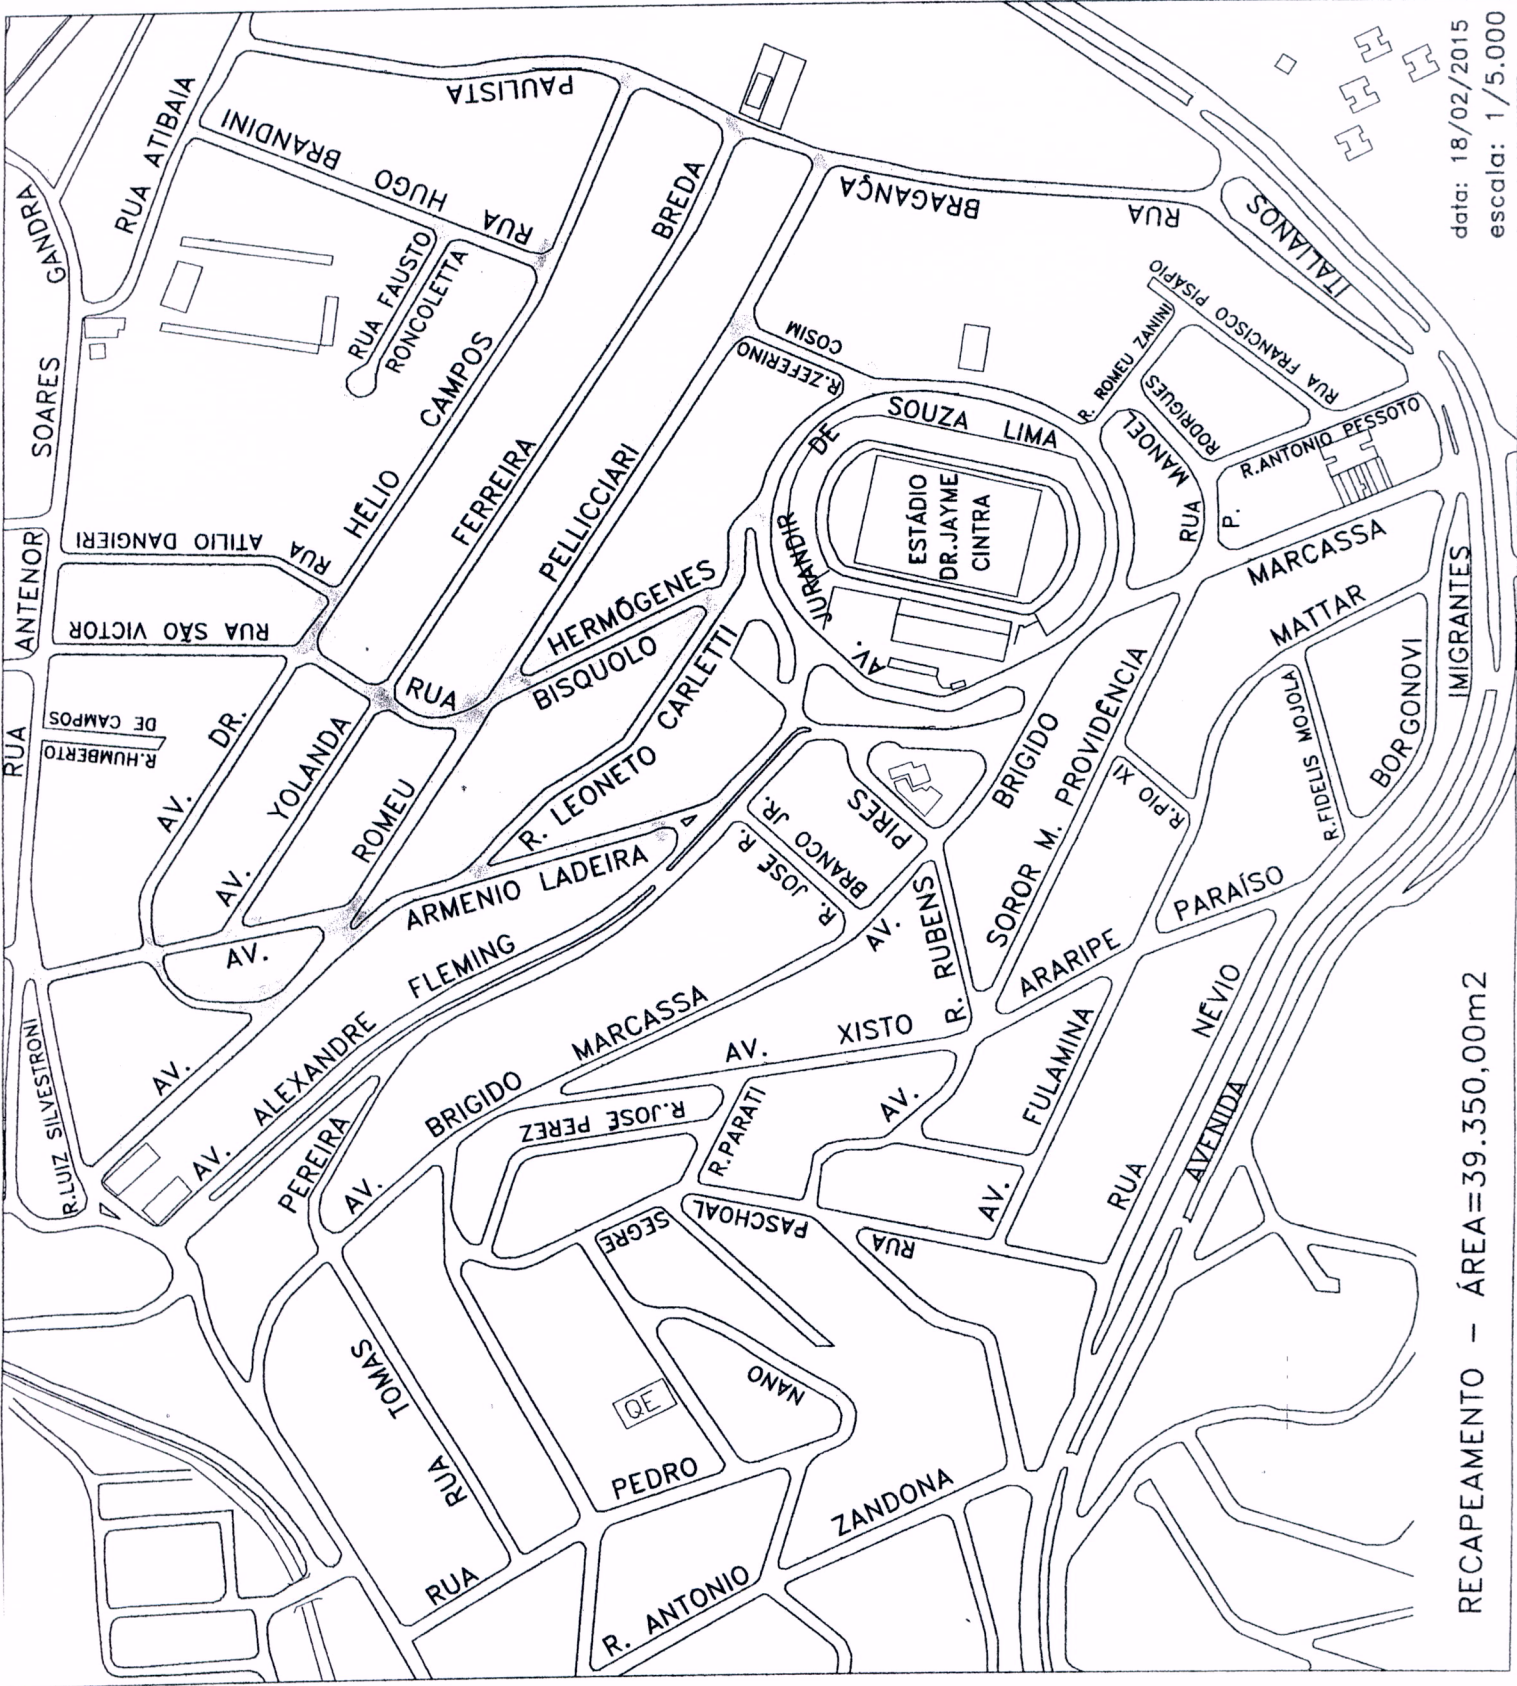 data: 18/02/2015
escala: 1/5.000
RUA ATIBAIA
PAULISTA
RUA HUGO BRANDINI
GANDRA
SOARES
ANTENOR
RUA
RUA FAUSTO
RONCOLETTA
BREDA
BRAGANÇA
RUA
ITALIANOS
HÉLIO CAMPOS
R.ZEFERINO
COSIM
R. ROMEU ZANINI
RUA FRANCISCO PISAPIO
RUA MANOEL
RODRIGUES
P.
R.ANTONIO PESSOTO
SOUZA LIMA
DE
JURANDIR
AV.
ESTÁDIO
DR.JAYME
CINTRA
RUA ATILIO DANGIERI
RUA SÃO VICTOR
FERREIRA
PELLICCIARI
HERMÓGENES
BISQUOLO
RUA
R.HUMBERTO
DE CAMPOS
AV. DR.
AV. YOLANDA
ROMEU
R. LEONETO CARLETTI
ARMENIO LADEIRA
AV.
AV.
MARCASSA
MATTAR
IMIGRANTES
BORGONOVI
R.FIDELIS MOJOLA
BRIGIDO
SOROR M. PROVIDÊNCIA
R.PIO XI
PIRES
R. JOSE R.
BRANCO JR.
AV.
R. RUBENS
PARAÍSO
ARARIPE
AV. ALEXANDRE FLEMING
AV. BRIGIDO MARCASSA
AV. XISTO
R.LUIZ SILVESTRONI
PEREIRA
R.JOSÉ PEREZ
R.PARATI
AV.
FULAMINA
AV.
RUA NÉVIO
AVENIDA
SEGRE
PASCHOAL
RUA
RUA TOMAS
NANO
QE
PEDRO
RUA
R. ANTONIO
ZANDONA
RECAPEAMENTO - ÁREA=39.350,00m2